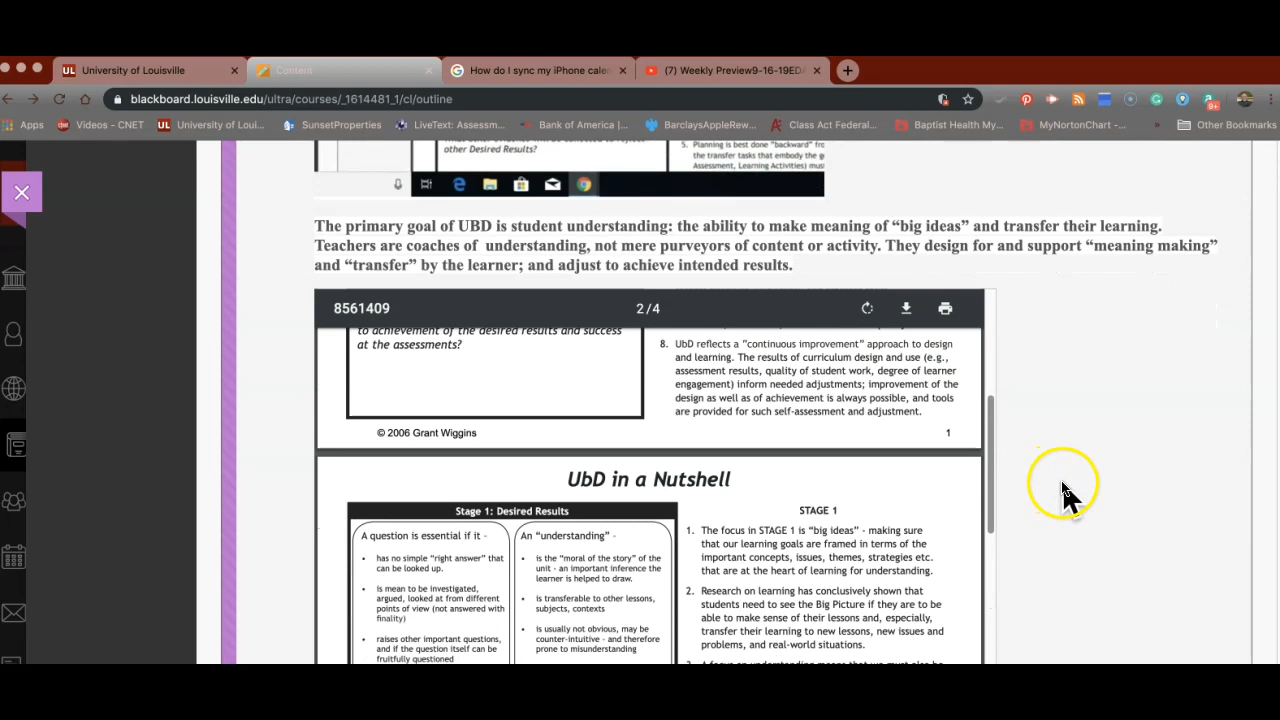 University of Louisville
Content
How do I sync my iPhone cale
(7) Weekly Preview9-16-19EDA
blackboard.louisville.edu/ultra/courses/_1614481_1/cl/outline
9+
Apps
Videos - CNET
University of Loui...
SunsetProperties
LiveText: Assessm...
Bank of America |...
BarclaysAppleRew...
Class Act Federal...
Baptist Health My...
MyNortonChart -...
Other Bookmarks
other Desired Results?
5. Planning is best done "backward" fro
the transfer tasks that embody the g
Assessment, Learning Activities) must
The primary goal of UBD is student understanding: the ability to make meaning of “big ideas” and transfer their learning.
Teachers are coaches of understanding, not mere purveyors of content or activity. They design for and support “meaning making”
and “transfer” by the learner; and adjust to achieve intended results.
8561409
2/4
to achievement of the desired results and success
at the assessments?
8. UbD reflects a "continuous improvement" approach to design
and learning. The results of curriculum design and use (e.g.,
assessment results, quality of student work, degree of learner
engagement) inform needed adjustments; improvement of the
design as well as of achievement is always possible, and tools
are provided for such self-assessment and adjustment.
© 2006 Grant Wiggins
1
UbD in a Nutshell
Stage 1: Desired Results
A question is essential if it -
• has no simple "right answer" that
can be looked up.
• is mean to be investigated,
argued, looked at from different
points of view (not answered with
finality)
• raises other important questions,
and if the question itself can be
fruitfully questioned
An "understanding" -
• is the "moral of the story" of the
unit - an important inference the
learner is helped to draw.
• is transferable to other lessons,
subjects, contexts
• is usually not obvious, may be
counter-intuitive - and therefore
prone to misunderstanding
STAGE 1
1. The focus in STAGE 1 is "big ideas" - making sure
that our learning goals are framed in terms of the
important concepts, issues, themes, strategies etc.
that are at the heart of learning for understanding.
2. Research on learning has conclusively shown that
students need to see the Big Picture if they are to be
able to make sense of their lessons and, especially,
transfer their learning to new lessons, new issues and
problems, and real-world situations.